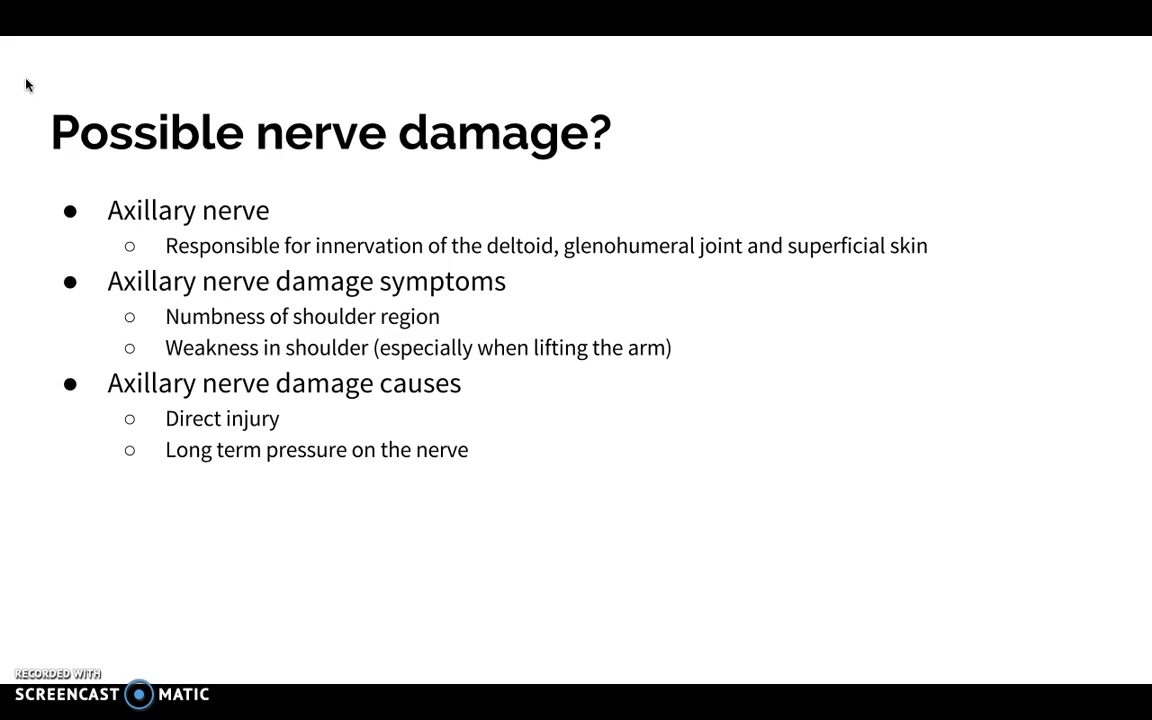 Possible nerve damage?
● Axillary nerve
○ Responsible for innervation of the deltoid, glenohumeral joint and superficial skin
● Axillary nerve damage symptoms
○ Numbness of shoulder region
○ Weakness in shoulder (especially when lifting the arm)
● Axillary nerve damage causes
○ Direct injury
○ Long term pressure on the nerve
RECORDED WITH
SCREENCAST MATIC